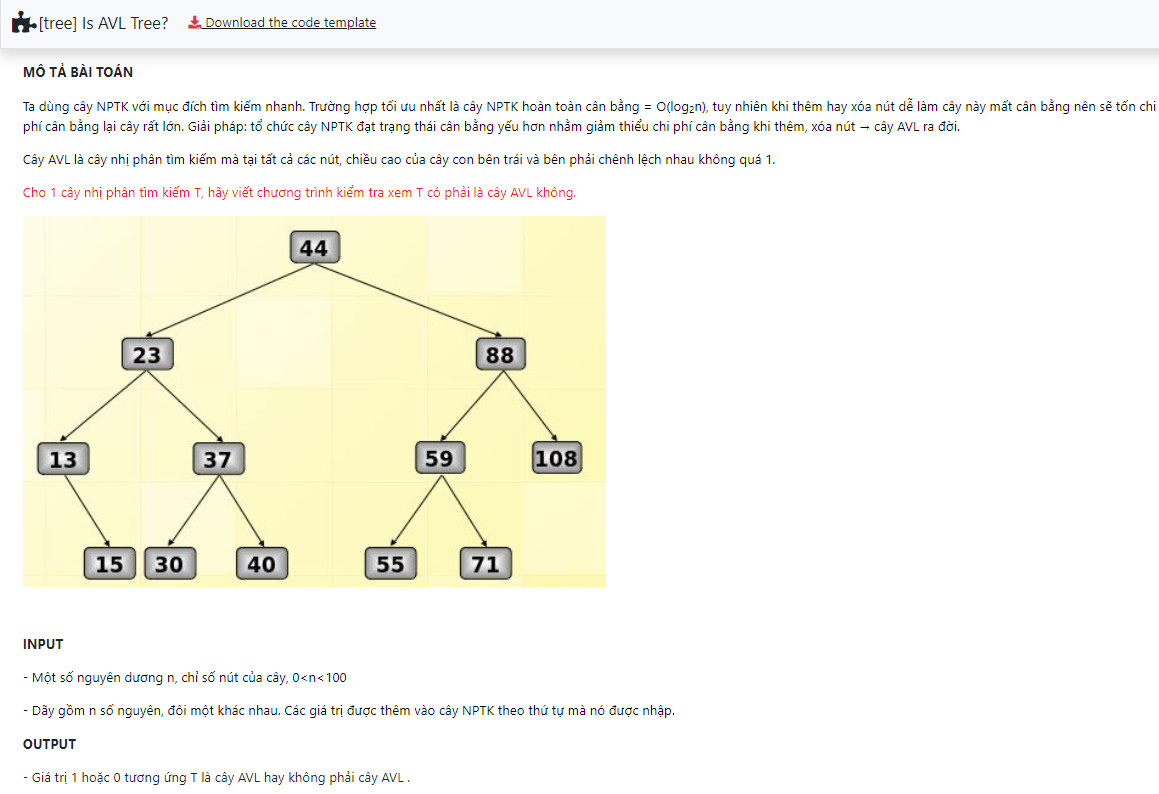 [tree] Is AVL Tree? Download the code template
MÔ TẢ BÀI TOÁN
Ta dùng cây NPTK với mục đích tìm kiếm nhanh. Trường hợp tối ưu nhất là cây NPTK hoàn toàn cân bằng = O(log₂n), tuy nhiên khi thêm hay xóa nút dễ làm cây này mất cân bằng nên sẽ tốn chi
phí cân bằng lại cây rất lớn. Giải pháp: tổ chức cây NPTK đạt trạng thái cân bằng yếu hơn nhằm giảm thiểu chi phí cân bằng khi thêm, xóa nút → cây AVL ra đời.
Cây AVL là cây nhị phân tìm kiếm mà tại tất cả các nút, chiều cao của cây con bên trái và bên phải chênh lệch nhau không quá 1.
Cho 1 cây nhị phân tìm kiếm T, hãy viết chương trình kiểm tra xem T có phải là cây AVL không.
44
23 88
13 37 59 108
15 30 40 55 71
INPUT
- Một số nguyên dương n, chỉ số nút của cây, 0<n<100
- Dãy gồm n số nguyên, đôi một khác nhau. Các giá trị được thêm vào cây NPTK theo thứ tự mà nó được nhập.
OUTPUT
- Giá trị 1 hoặc 0 tương ứng T là cây AVL hay không phải cây AVL .